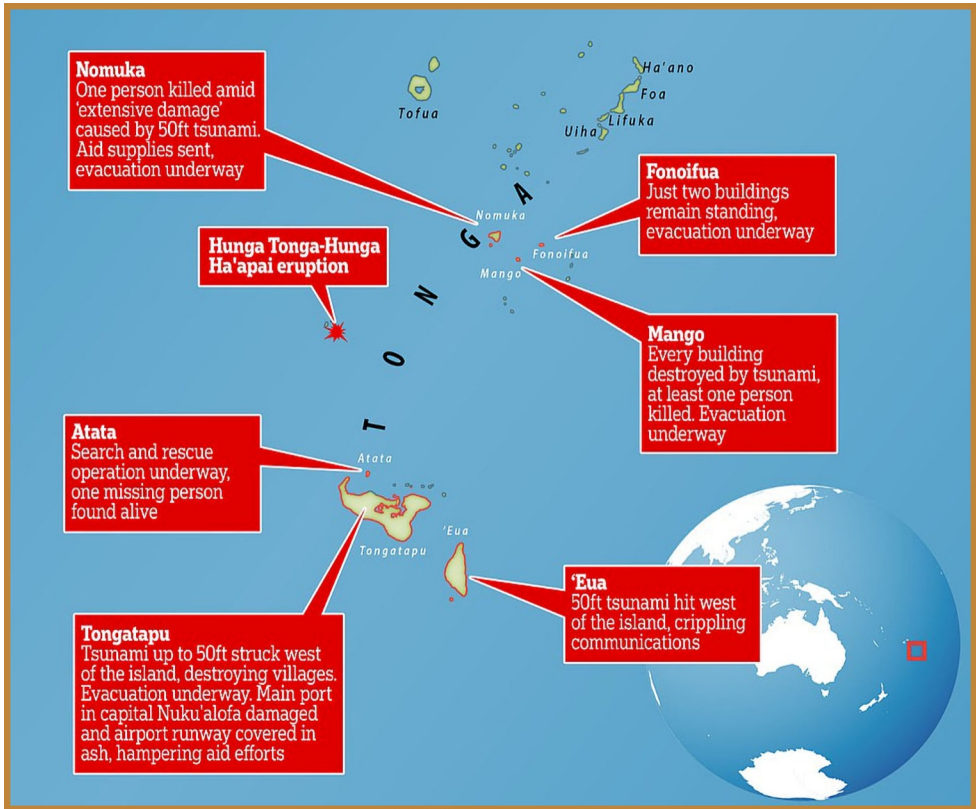 Nomuka
One person killed amid
‘extensive damage’
caused by 50ft tsunami.
Aid supplies sent,
evacuation underway
Tofua
Ha'ano
Foa
Lifuka
Uiha
Fonoifua
Just two buildings
remain standing,
evacuation underway
Nomuka
Fonoifua
Mango
Hunga Tonga-Hunga
Ha'apai eruption
TONGA
Mango
Every building
destroyed by tsunami,
at least one person
killed. Evacuation
underway
Atata
Search and rescue
operation underway,
one missing person
found alive
Atata
Tongatapu
'Eua
‘Eua
50ft tsunami hit west
of the island, crippling
communications
Tongatapu
Tsunami up to 50ft struck west
of the island, destroying villages.
Evacuation underway. Main port
in capital Nuku'alofa damaged
and airport runway covered in
ash, hampering aid efforts